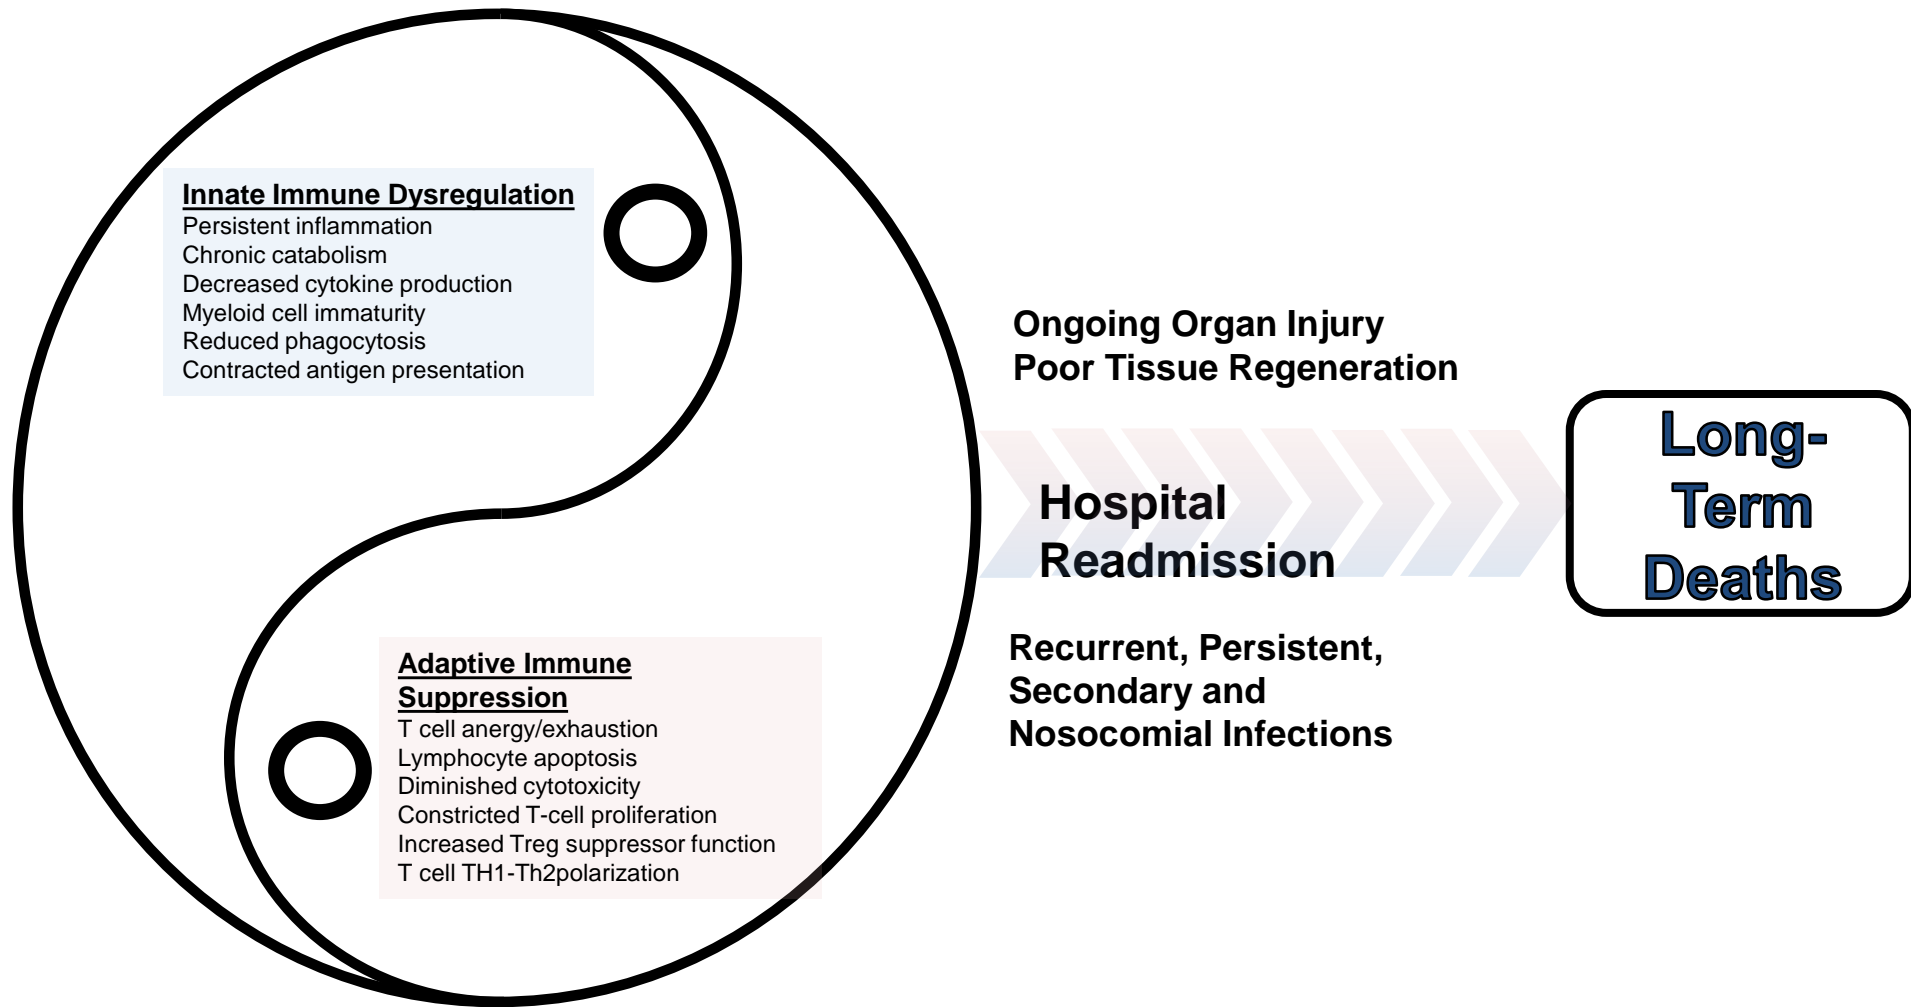 Innate Immune Dysregulation
Persistent inflammation
Chronic catabolism
Decreased cytokine production
Myeloid cell immaturity
Reduced phagocytosis
Contracted antigen presentation
Adaptive Immune
Suppression
T cell anergy/exhaustion
Lymphocyte apoptosis
Diminished cytotoxicity
Constricted T-cell proliferation
Increased Treg suppressor function
T cell TH1-Th2polarization
Ongoing Organ Injury
Poor Tissue Regeneration
Hospital
Readmission
Recurrent, Persistent,
Secondary and
Nosocomial Infections
Long-
Term
Deaths